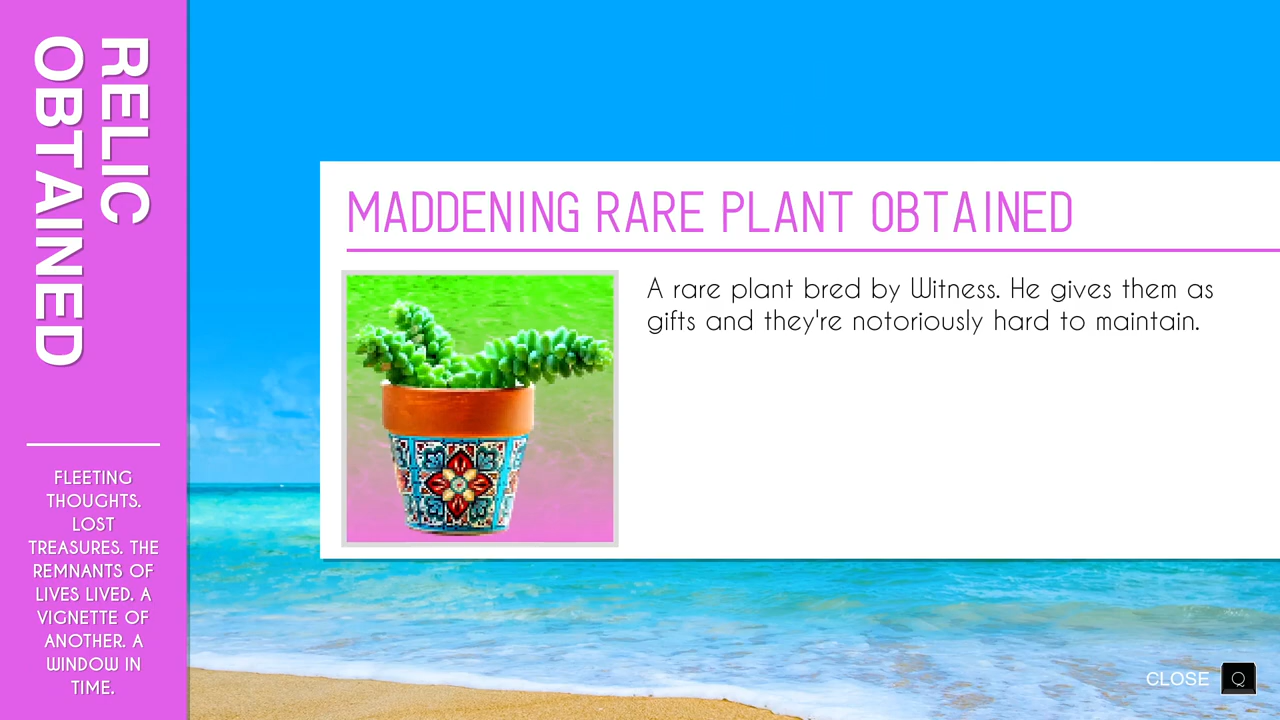 RELIC
OBTAINED
FLEETING
THOUGHTS.
LOST
TREASURES. THE
REMNANTS OF
LIVES LIVED. A
VIGNETTE OF
ANOTHER. A
WINDOW IN
TIME.
MADDENING RARE PLANT OBTAINED
A rare plant bred by Witness. He gives them as
gifts and they're notoriously hard to maintain.
CLOSE Q